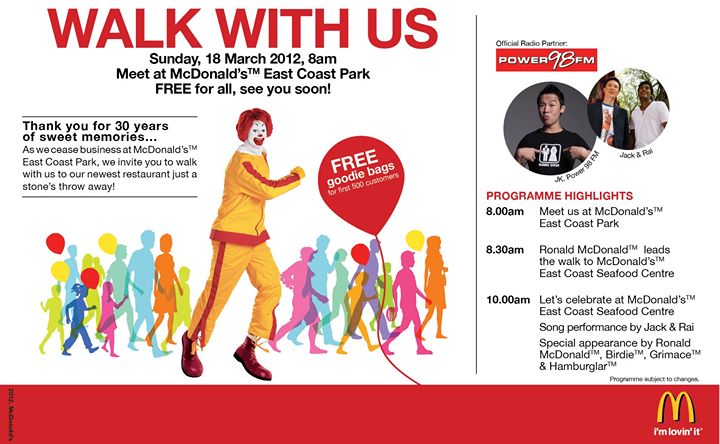 WALK WITH US
Sunday, 18 March 2012, 8am
Meet at McDonald's™ East Coast Park
FREE for all, see you soon!
Thank you for 30 years
of sweet memories...
As we cease business at McDonald's™
East Coast Park, we invite you to walk
with us to our newest restaurant just a
stone's throw away!
FREE
goodie bags
for first 500 customers
Official Radio Partner:
POWER98FM
JK, Power 98 FM
Jack & Rai
PROGRAMME HIGHLIGHTS
8.00am Meet us at McDonald's™
East Coast Park
8.30am Ronald McDonald™ leads
the walk to McDonald's™
East Coast Seafood Centre
10.00am Let's celebrate at McDonald's™
East Coast Seafood Centre
Song performance by Jack & Rai
Special appearance by Ronald
McDonald™, Birdie™, Grimace™
& Hamburglar™
Programme subject to changes.
2012, McDonald's
i'm lovin' it®